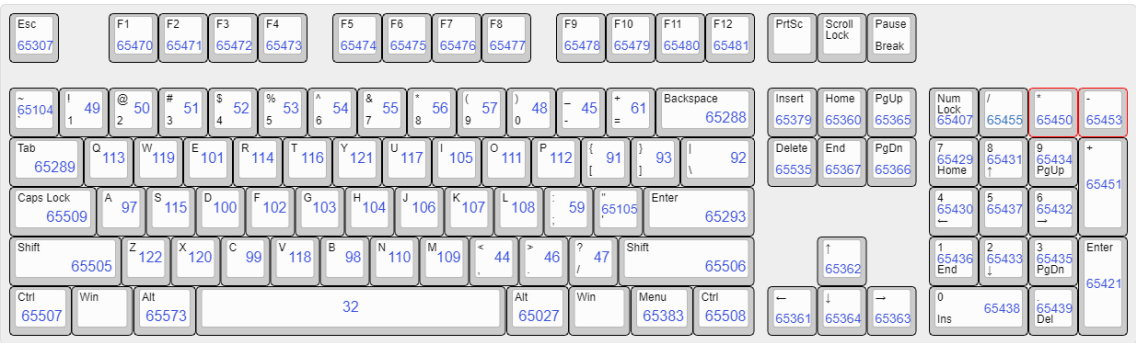 Esc 65307
F1 65470
F2 65471
F3 65472
F4 65473
F5 65474
F6 65475
F7 65476
F8 65477
F9 65478
F10 65479
F11 65480
F12 65481
PrtSc
Scroll Lock
Pause Break
~ ` 65104
! 1 49
@ 2 50
# 3 51
$ 4 52
% 5 53
^ 6 54
& 7 55
* 8 56
( 9 57
) 0 48
_ - 45
+ = 61
Backspace 65288
Insert 65379
Home 65360
PgUp 65365
Num Lock 65407
/ 65455
* 65450
- 65453
Tab 65289
Q 113
W 119
E 101
R 114
T 116
Y 121
U 117
I 105
O 111
P 112
{ [ 91
} ] 93
| \ 92
Delete 65535
End 65367
PgDn 65366
7 65429 Home
8 65431 ↑
9 65434 PgUp
+ 65451
Caps Lock 65509
A 97
S 115
D 100
F 102
G 103
H 104
J 106
K 107
L 108
: ; 59
" ' 65105
Enter 65293
4 65430 ←
5 65437
6 65432 →
Shift 65505
Z 122
X 120
C 99
V 118
B 98
N 110
M 109
< , 44
> . 46
? / 47
Shift 65506
↑ 65362
1 65436 End
2 65433 ↓
3 65435 PgDn
Enter 65421
Ctrl 65507
Win
Alt 65573
32
Alt 65027
Win
Menu 65383
Ctrl 65508
← 65361
↓ 65364
→ 65363
0 Ins 65438
. 65439 Del